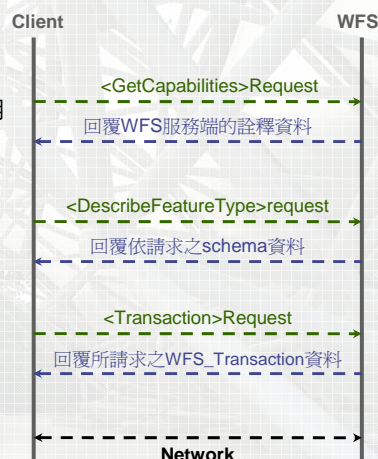 Client WFS
<GetCapabilities>Request
回覆WFS服務端的詮釋資料
<DescribeFeatureType>request
回覆依請求之schema資料
<Transaction>Request
回覆所請求之WFS_Transaction資料
Network